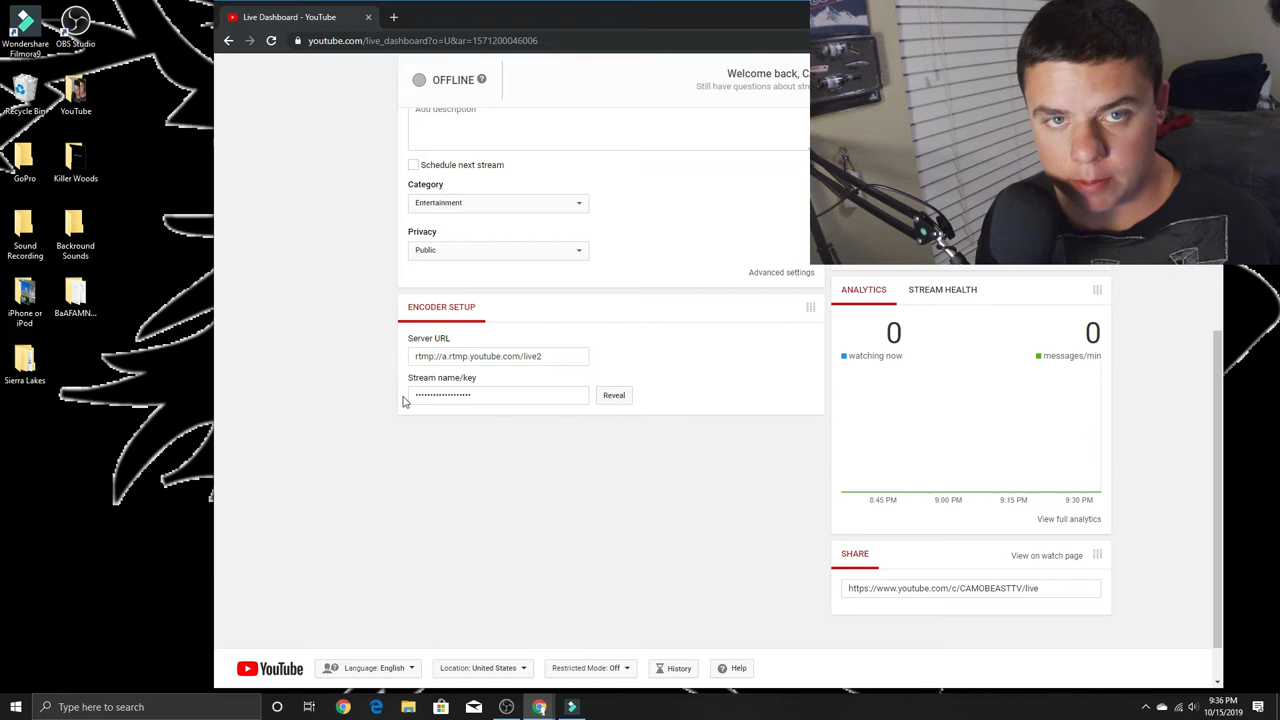 Live Dashboard - YouTube
youtube.com/live_dashboard?o=U&ar=1571200046006
Wondershare Filmora9
OBS Studio
Recycle Bin
YouTube
GoPro
Killer Woods
Sound Recording
Backround Sounds
iPhone or iPod
BaAFAMN...
Sierra Lakes
OFFLINE
Welcome back, C
Still have questions about str
Add description
Schedule next stream
Category
Entertainment
Privacy
Public
Advanced settings
ENCODER SETUP
Server URL
rtmp://a.rtmp.youtube.com/live2
Stream name/key
Reveal
ANALYTICS STREAM HEALTH
0 0
watching now messages/min
8:45 PM 9:00 PM 9:15 PM 9:30 PM
View full analytics
SHARE View on watch page
https://www.youtube.com/c/CAMOBEASTTV/live
YouTube Language: English Location: United States Restricted Mode: Off History Help
Type here to search
9:36 PM
10/15/2019